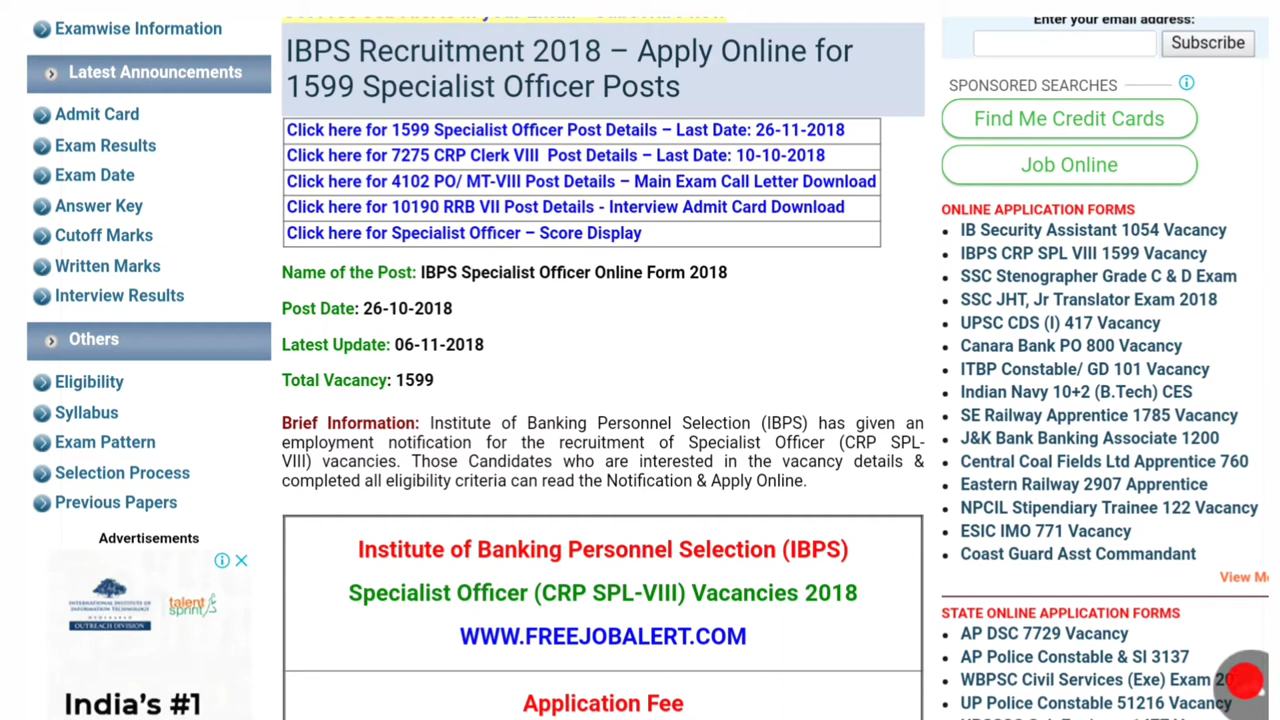 Examwise Information
Latest Announcements
Admit Card
Exam Results
Exam Date
Answer Key
Cutoff Marks
Written Marks
Interview Results
Others
Eligibility
Syllabus
Exam Pattern
Selection Process
Previous Papers
Advertisements
INTERNATIONAL INSTITUTE OF
INFORMATION TECHNOLOGY
HYDERABAD
OUTREACH DIVISION
talent
sprint
India's #1
IBPS Recruitment 2018 – Apply Online for
1599 Specialist Officer Posts
Click here for 1599 Specialist Officer Post Details – Last Date: 26-11-2018
Click here for 7275 CRP Clerk VIII Post Details – Last Date: 10-10-2018
Click here for 4102 PO/ MT-VIII Post Details – Main Exam Call Letter Download
Click here for 10190 RRB VII Post Details - Interview Admit Card Download
Click here for Specialist Officer – Score Display
Name of the Post: IBPS Specialist Officer Online Form 2018
Post Date: 26-10-2018
Latest Update: 06-11-2018
Total Vacancy: 1599
Brief Information: Institute of Banking Personnel Selection (IBPS) has given an
employment notification for the recruitment of Specialist Officer (CRP SPL-
VIII) vacancies. Those Candidates who are interested in the vacancy details &
completed all eligibility criteria can read the Notification & Apply Online.
Institute of Banking Personnel Selection (IBPS)
Specialist Officer (CRP SPL-VIII) Vacancies 2018
WWW.FREEJOBALERT.COM
Application Fee
Enter your email address:
Subscribe
SPONSORED SEARCHES
Find Me Credit Cards
Job Online
ONLINE APPLICATION FORMS
IB Security Assistant 1054 Vacancy
IBPS CRP SPL VIII 1599 Vacancy
SSC Stenographer Grade C & D Exam
SSC JHT, Jr Translator Exam 2018
UPSC CDS (I) 417 Vacancy
Canara Bank PO 800 Vacancy
ITBP Constable/ GD 101 Vacancy
Indian Navy 10+2 (B.Tech) CES
SE Railway Apprentice 1785 Vacancy
J&K Bank Banking Associate 1200
Central Coal Fields Ltd Apprentice 760
Eastern Railway 2907 Apprentice
NPCIL Stipendiary Trainee 122 Vacancy
ESIC IMO 771 Vacancy
Coast Guard Asst Commandant
View Mo
STATE ONLINE APPLICATION FORMS
AP DSC 7729 Vacancy
AP Police Constable & SI 3137
WBPSC Civil Services (Exe) Exam
UP Police Constable 51216 Vacancy